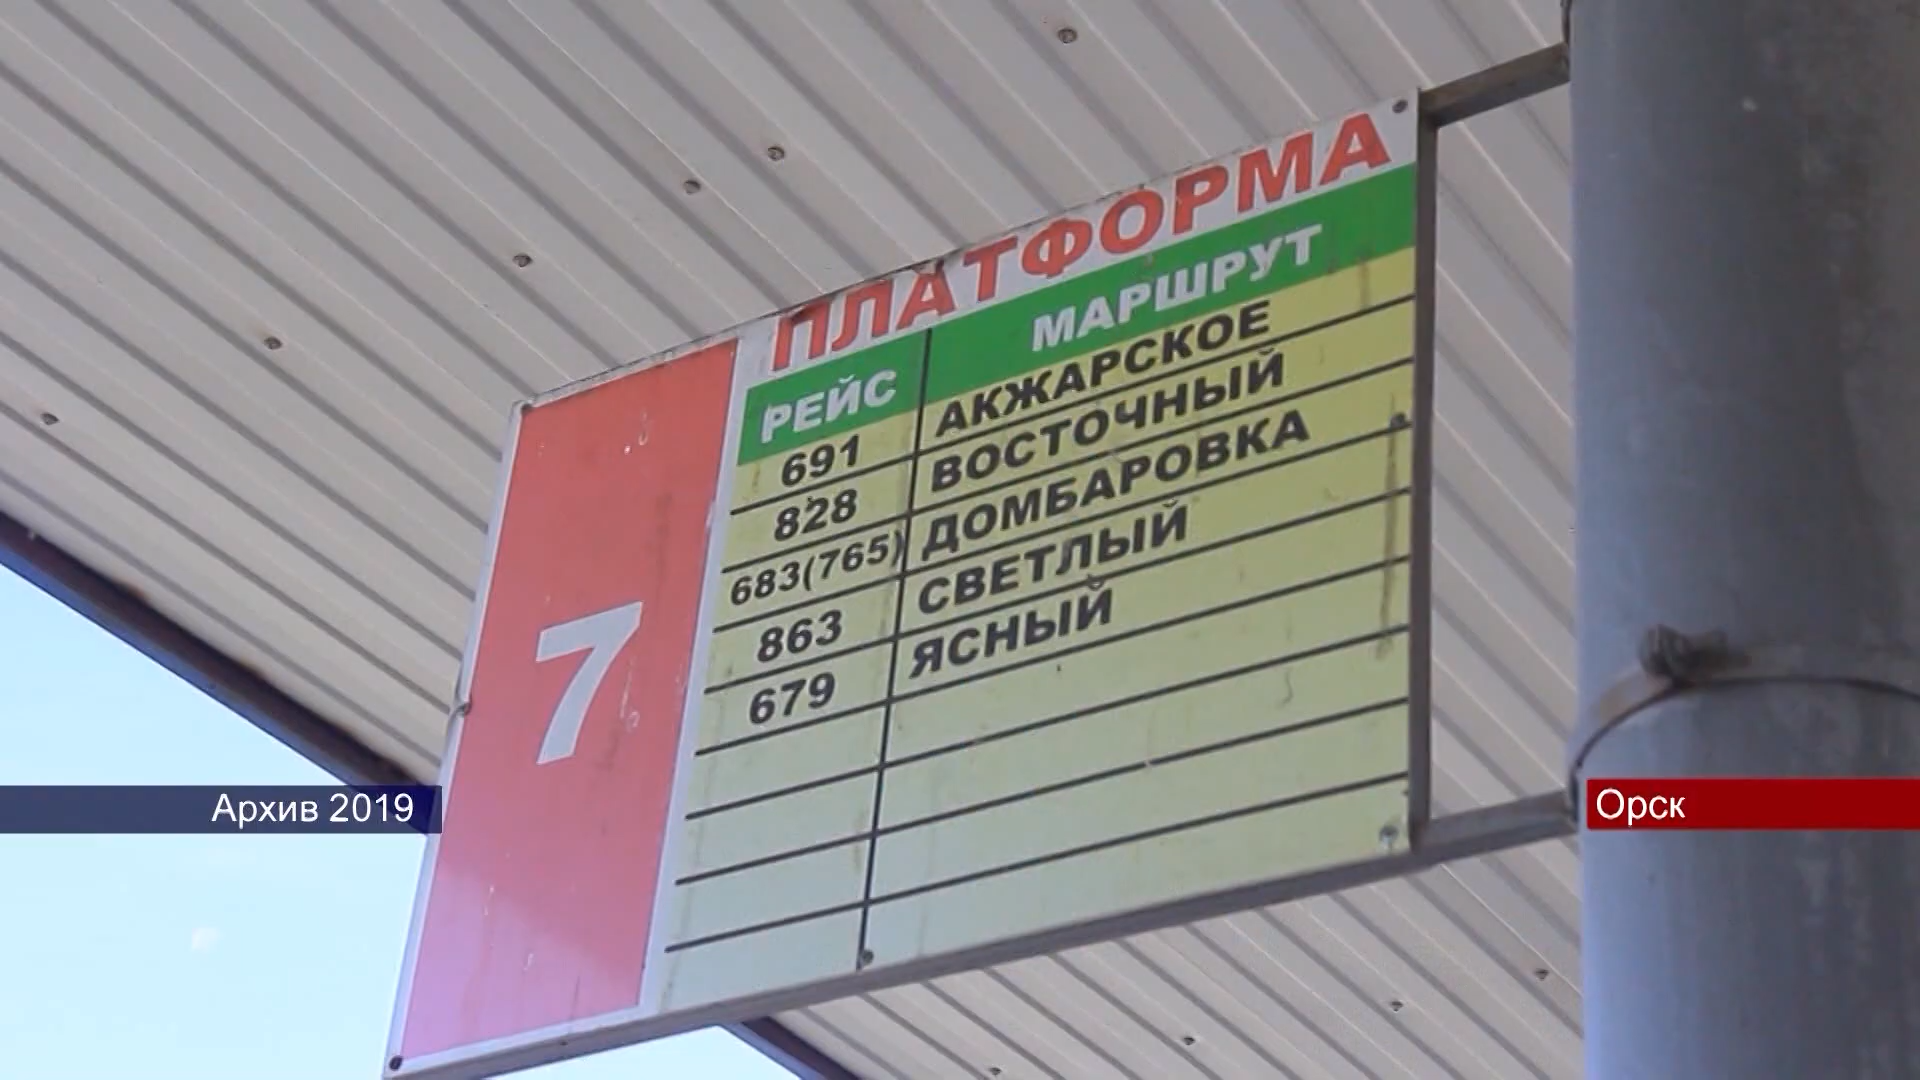 ПЛАТФОРМА
РЕЙС МАРШРУТ
691 АКЖАРСКОЕ
828 ВОСТОЧНЫЙ
683(765) ДОМБАРОВКА
863 СВЕТЛЫЙ
679 ЯСНЫЙ
7
Архив 2019
Орск